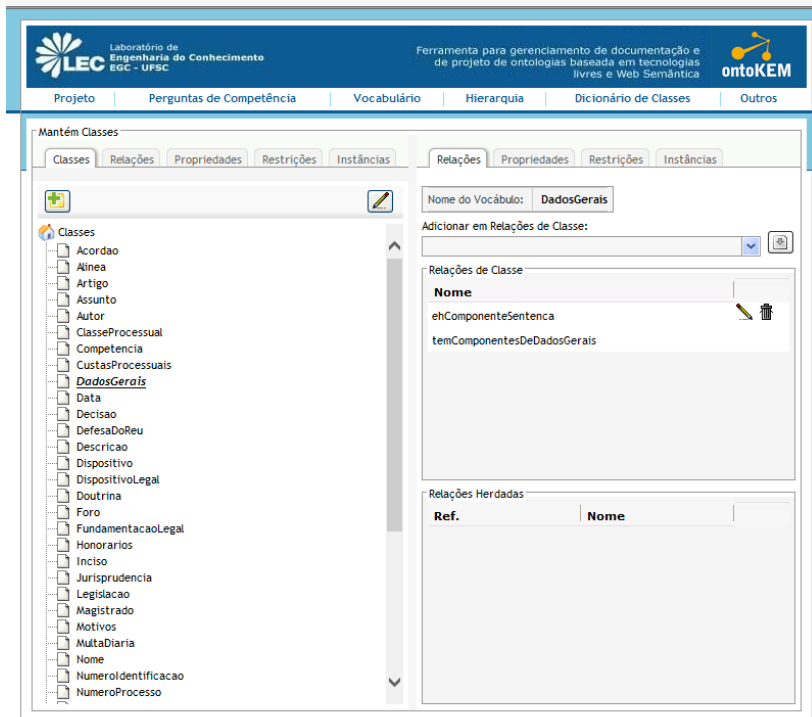 LEC
Laboratório de
Engenharia do Conhecimento
EGC - UFSC
Ferramenta para gerenciamento de documentação e
de projeto de ontologias baseada em tecnologias
livres e Web Semântica
ontoKEM
Projeto Perguntas de Competência Vocabulário Hierarquia Dicionário de Classes Outros
Mantém Classes
Classes Relações Propriedades Restrições Instâncias
Classes
Acordao
Alinea
Artigo
Assunto
Autor
ClasseProcessual
Competencia
CustasProcessuais
DadosGerais
Data
Decisao
DefesaDoReu
Descricao
Dispositivo
DispositivoLegal
Doutrina
Foro
FundamentacaoLegal
Honorarios
Inciso
Jurisprudencia
Legislacao
Magistrado
Motivos
MultaDiaria
Nome
NumeroIdentificacao
NumeroProcesso
Relações Propriedades Restrições Instâncias
Nome do Vocábulo: DadosGerais
Adicionar em Relações de Classe:
Relações de Classe
Nome
ehComponenteSentenca
temComponentesDeDadosGerais
Relações Herdadas
Ref. Nome